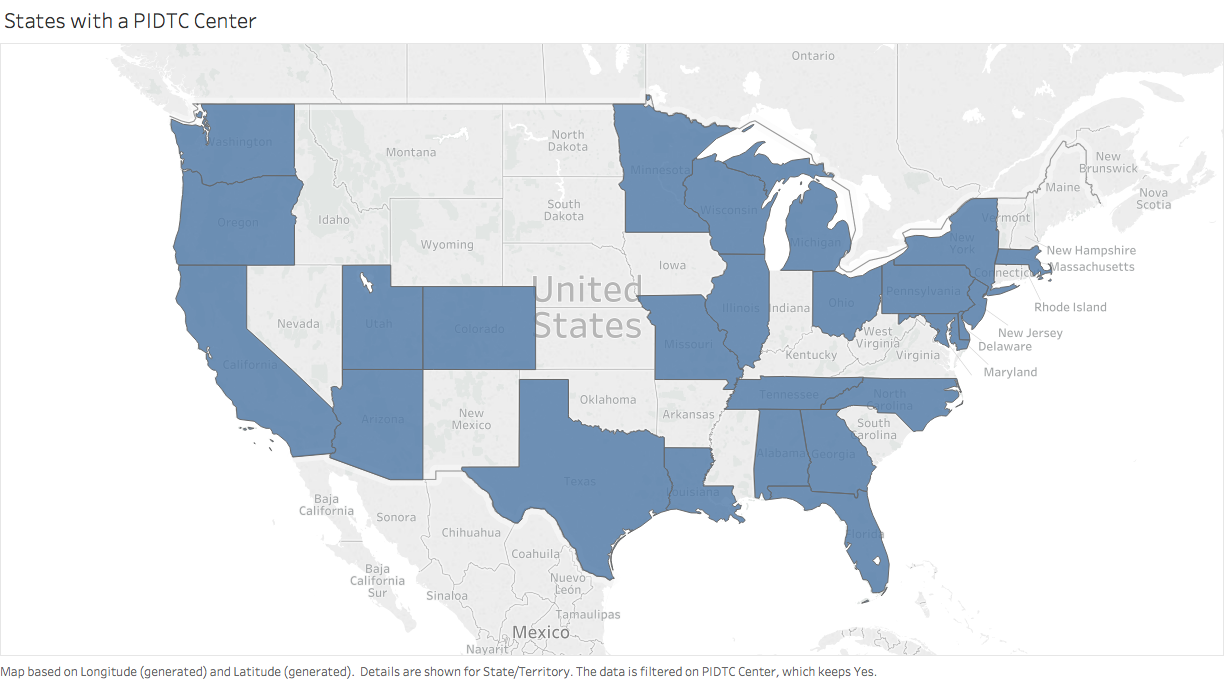 States with a PIDTC Center
Ontario
Washington
Montana
North
Dakota
Minnesota
New
Brunswick
Maine
Nova
Scotia
Oregon
Idaho
South
Dakota
Wisconsin
Vermont
Wyoming
Michigan
New
York
New Hampshire
Massachusetts
Iowa
Connecticu
United
States
Nevada
Utah
Colorado
Illinois
Indiana
Ohio
Pennsylvania
Rhode Island
Missouri
West
Virginia
Virginia
New Jersey
Delaware
Kentucky
California
Maryland
Arizona
New
Mexico
Oklahoma
Arkansas
Tennessee
North
Carolina
South
Carolina
Alabama
Georgia
Texas
Louisiana
Florida
Baja
California
Sonora
Chihuahua
Coahuila
Baja
California
Sur
Sinaloa
Nuevo
León
Tamaulipas
Mexico
Nayarit
Map based on Longitude (generated) and Latitude (generated).  Details are shown for State/Territory. The data is filtered on PIDTC Center, which keeps Yes.